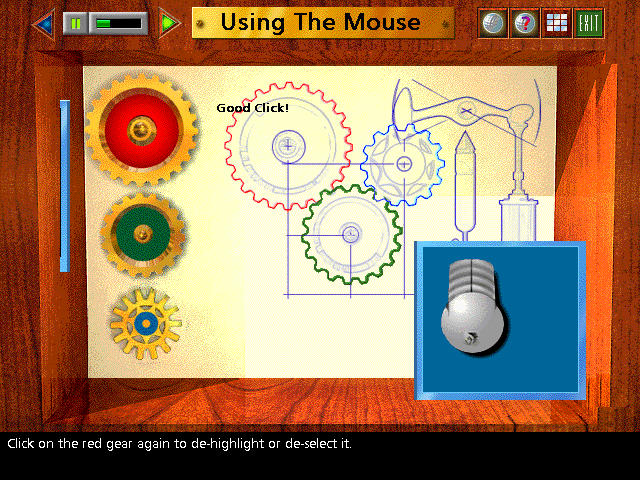 Using The Mouse
EXIT
Good Click!
Click on the red gear again to de-highlight or de-select it.